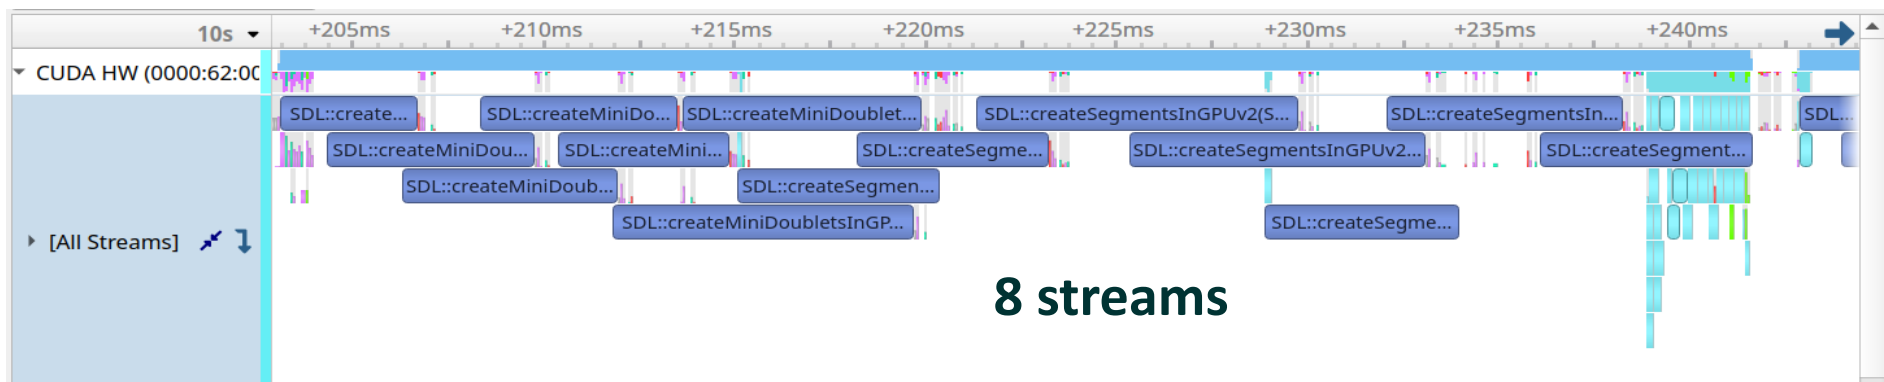 10s +205ms +210ms +215ms +220ms +225ms +230ms +235ms +240ms
CUDA HW (0000:62:00
SDL::create... SDL::createMiniDo... SDL::createMiniDoublet... SDL::createSegmentsInGPUv2(S... SDL::createSegmentsIn... SDL...
SDL::createMiniDou... SDL::createMini... SDL::createSegme... SDL::createSegmentsInGPUv2... SDL::createSegment...
SDL::createMiniDoub... SDL::createSegmen...
SDL::createMiniDoubletsInGP... SDL::createSegme...
[All Streams]
8 streams